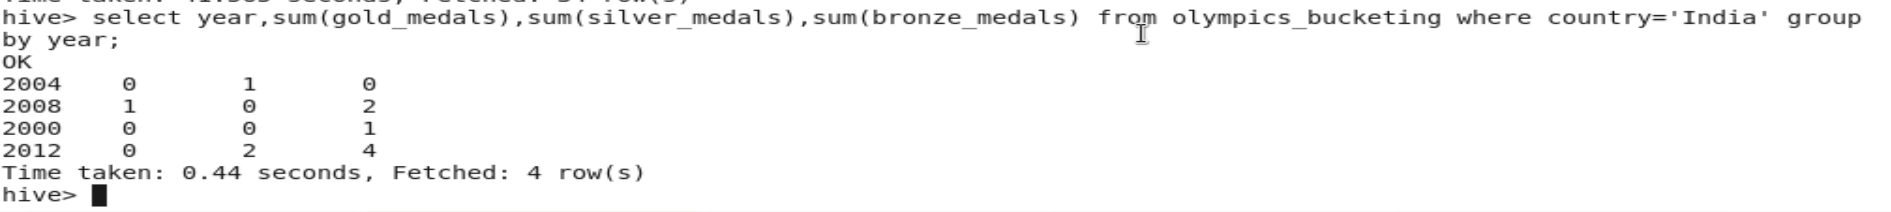 hive> select year,sum(gold_medals),sum(silver_medals),sum(bronze_medals) from olympics_bucketing where country='India' group
by year;
OK
2004 0 1 0
2008 1 0 2
2000 0 0 1
2012 0 2 4
Time taken: 0.44 seconds, Fetched: 4 row(s)
hive>